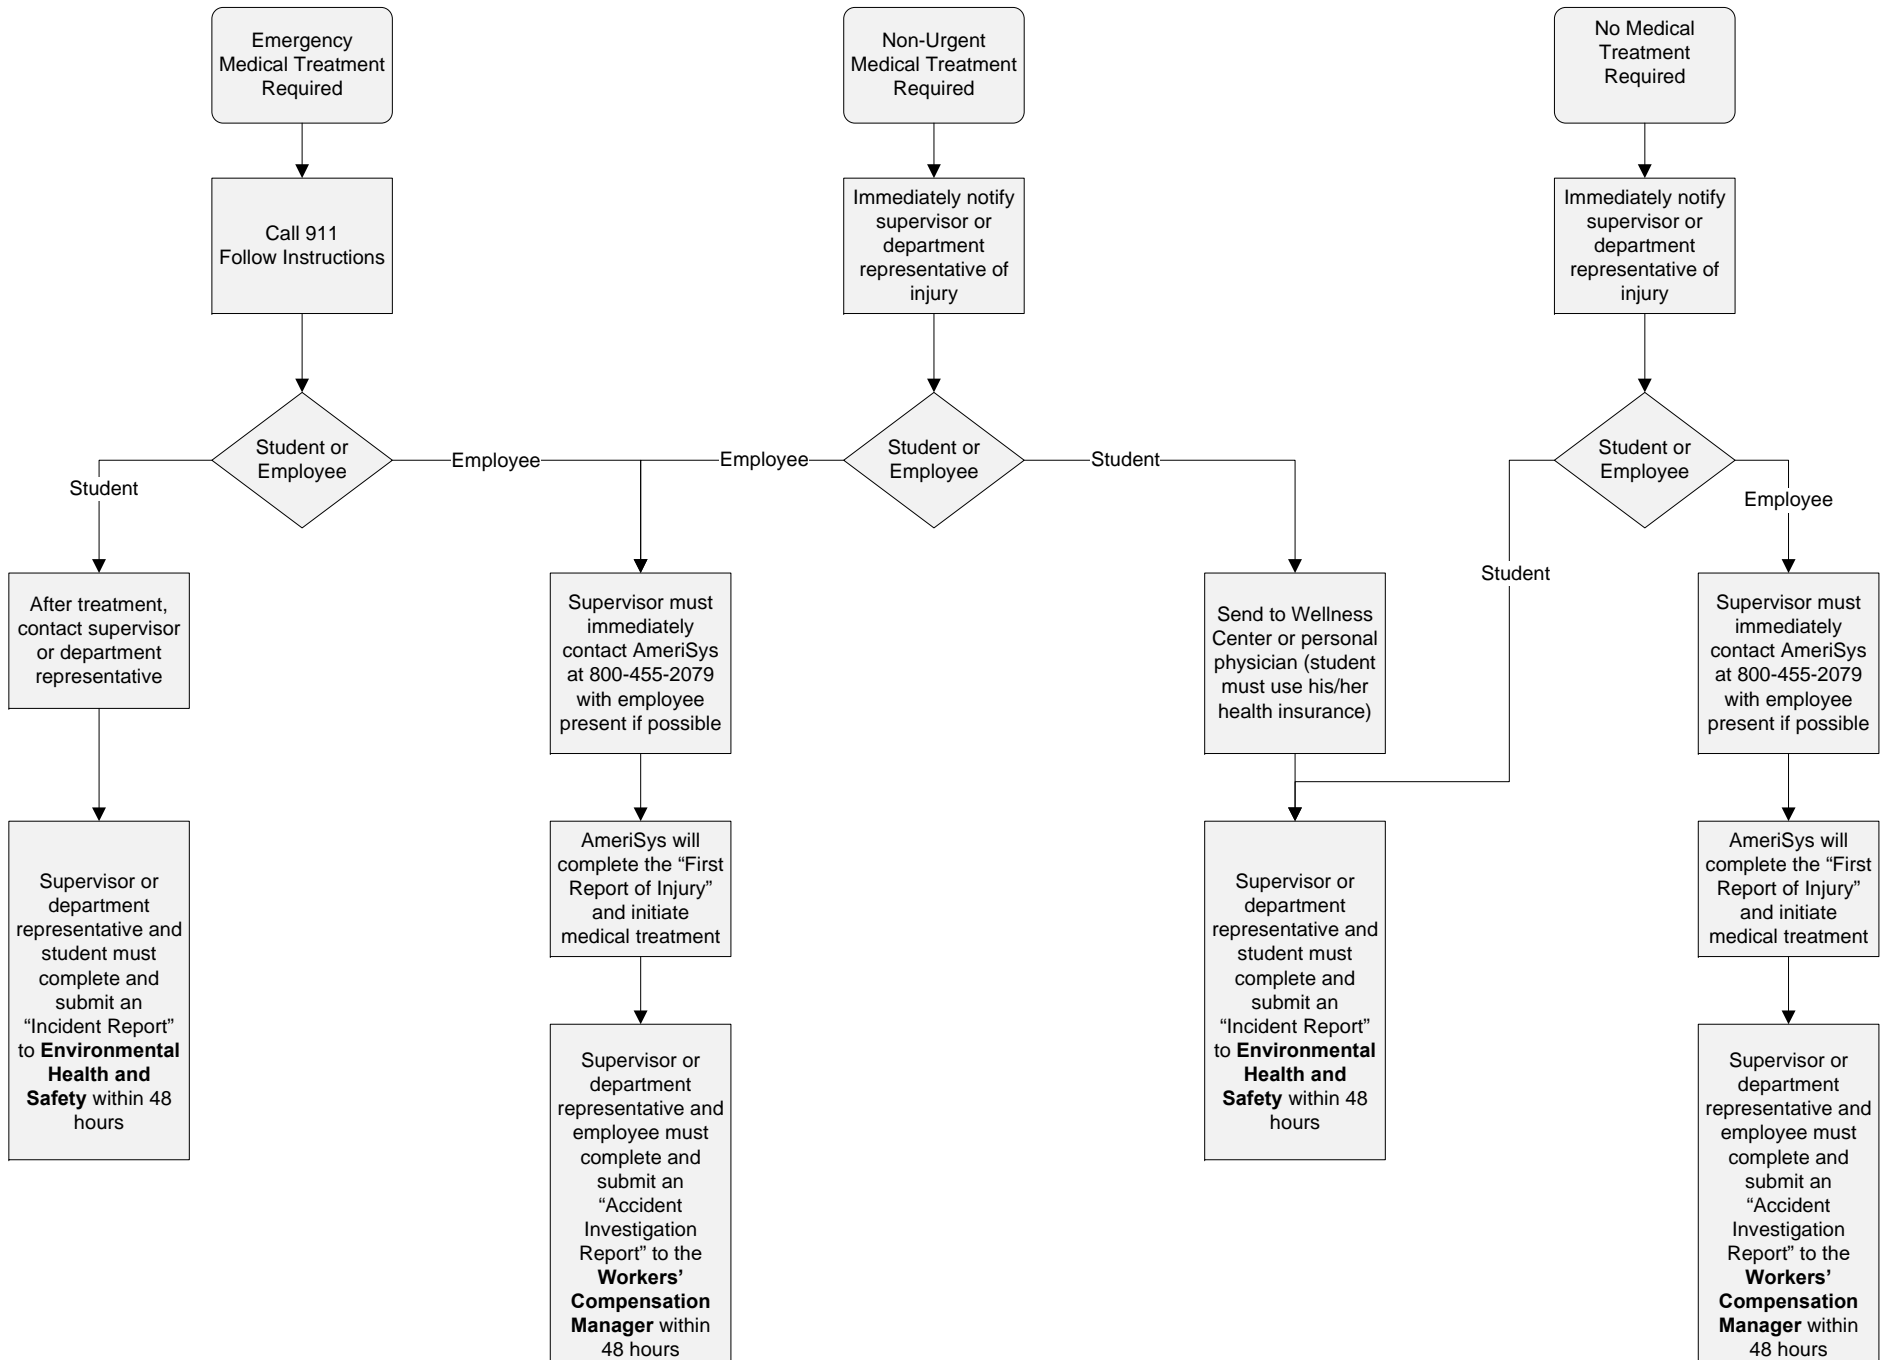 Emergency
Medical Treatment
Required
Non-Urgent
Medical Treatment
Required
No Medical
Treatment
Required
Call 911
Follow Instructions
Immediately notify
supervisor or
department
representative of
injury
Immediately notify
supervisor or
department
representative of
injury
Student or
Employee
Student or
Employee
Student or
Employee
Student
Employee
Employee
Student
Student
Employee
After treatment,
contact supervisor
or department
representative
Supervisor must
immediately
contact AmeriSys
at 800-455-2079
with employee
present if possible
Send to Wellness
Center or personal
physician (student
must use his/her
health insurance)
Supervisor must
immediately
contact AmeriSys
at 800-455-2079
with employee
present if possible
Supervisor or
department
representative and
student must
complete and
submit an
“Incident Report”
to Environmental
Health and
Safety within 48
hours
AmeriSys will
complete the “First
Report of Injury”
and initiate
medical treatment
Supervisor or
department
representative and
student must
complete and
submit an
“Incident Report”
to Environmental
Health and
Safety within 48
hours
AmeriSys will
complete the “First
Report of Injury”
and initiate
medical treatment
Supervisor or
department
representative and
employee must
complete and
submit an
“Accident
Investigation
Report” to the
Workers’
Compensation
Manager within
48 hours
Supervisor or
department
representative and
employee must
complete and
submit an
“Accident
Investigation
Report” to the
Workers’
Compensation
Manager within
48 hours